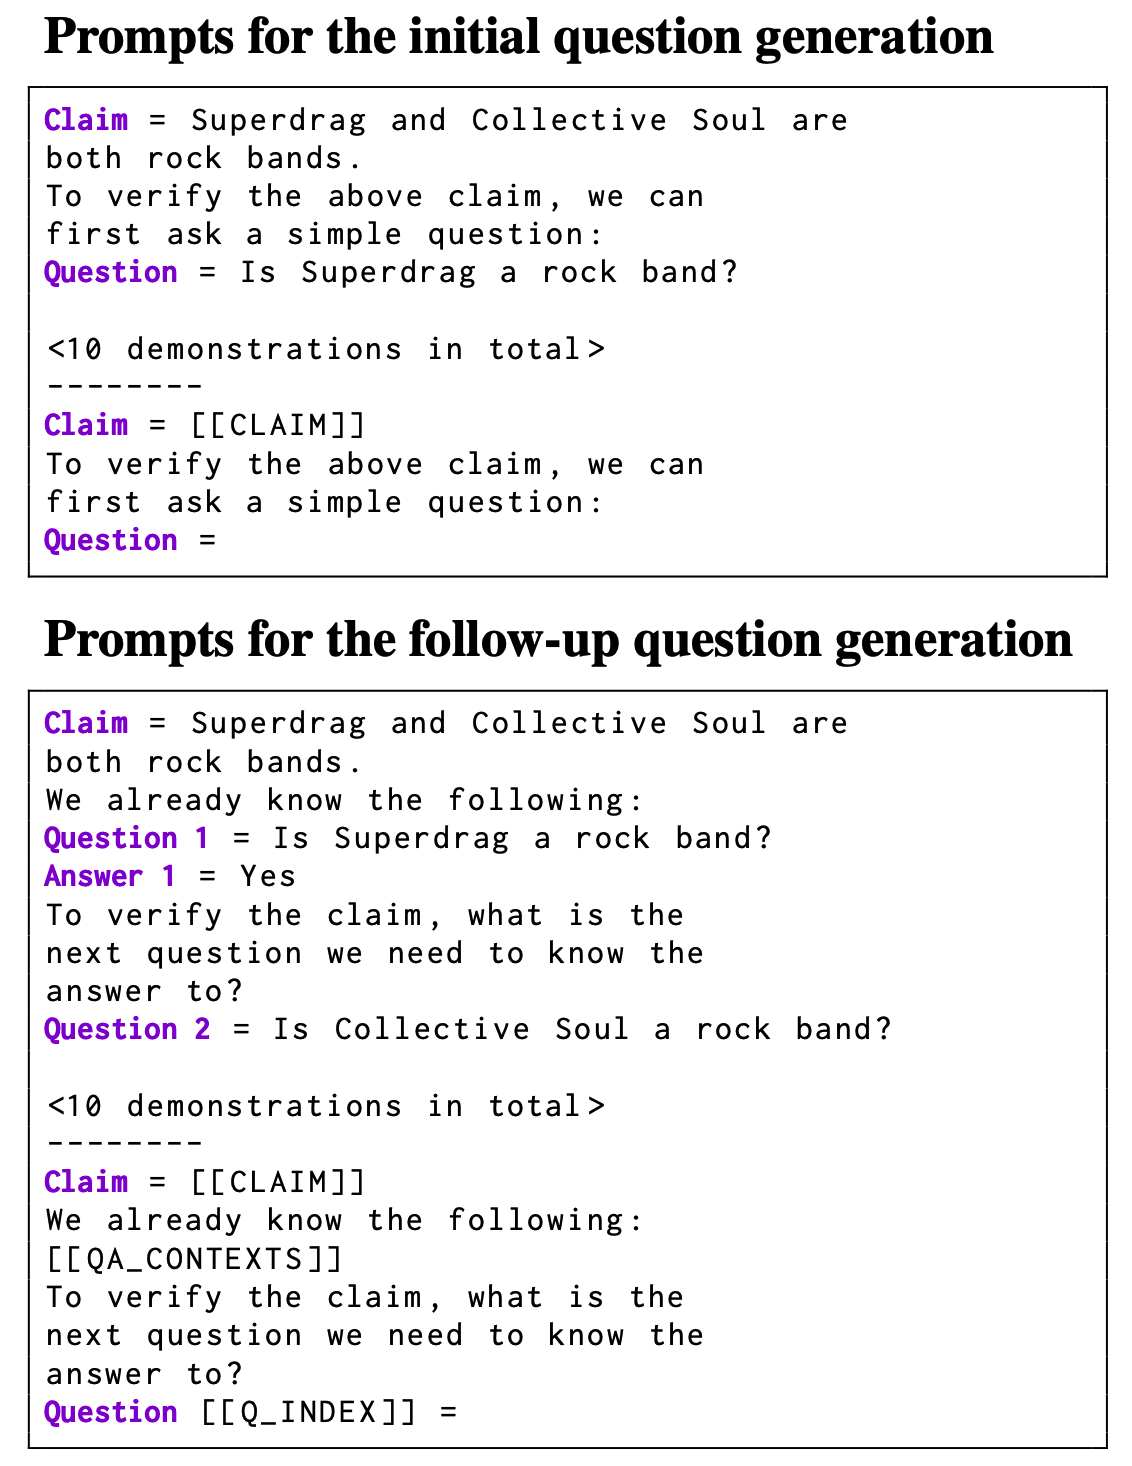 Prompts for the initial question generation
Claim = Superdrag and Collective Soul are
both rock bands.
To verify the above claim, we can
first ask a simple question:
Question = Is Superdrag a rock band?
<10 demonstrations in total>
--------
Claim = [[CLAIM]]
To verify the above claim, we can
first ask a simple question:
Question =
Prompts for the follow-up question generation
Claim = Superdrag and Collective Soul are
both rock bands.
We already know the following:
Question 1 = Is Superdrag a rock band?
Answer 1 = Yes
To verify the claim, what is the
next question we need to know the
answer to?
Question 2 = Is Collective Soul a rock band?
<10 demonstrations in total>
--------
Claim = [[CLAIM]]
We already know the following:
[[QA_CONTEXTS]]
To verify the claim, what is the
next question we need to know the
answer to?
Question [[Q_INDEX]] =